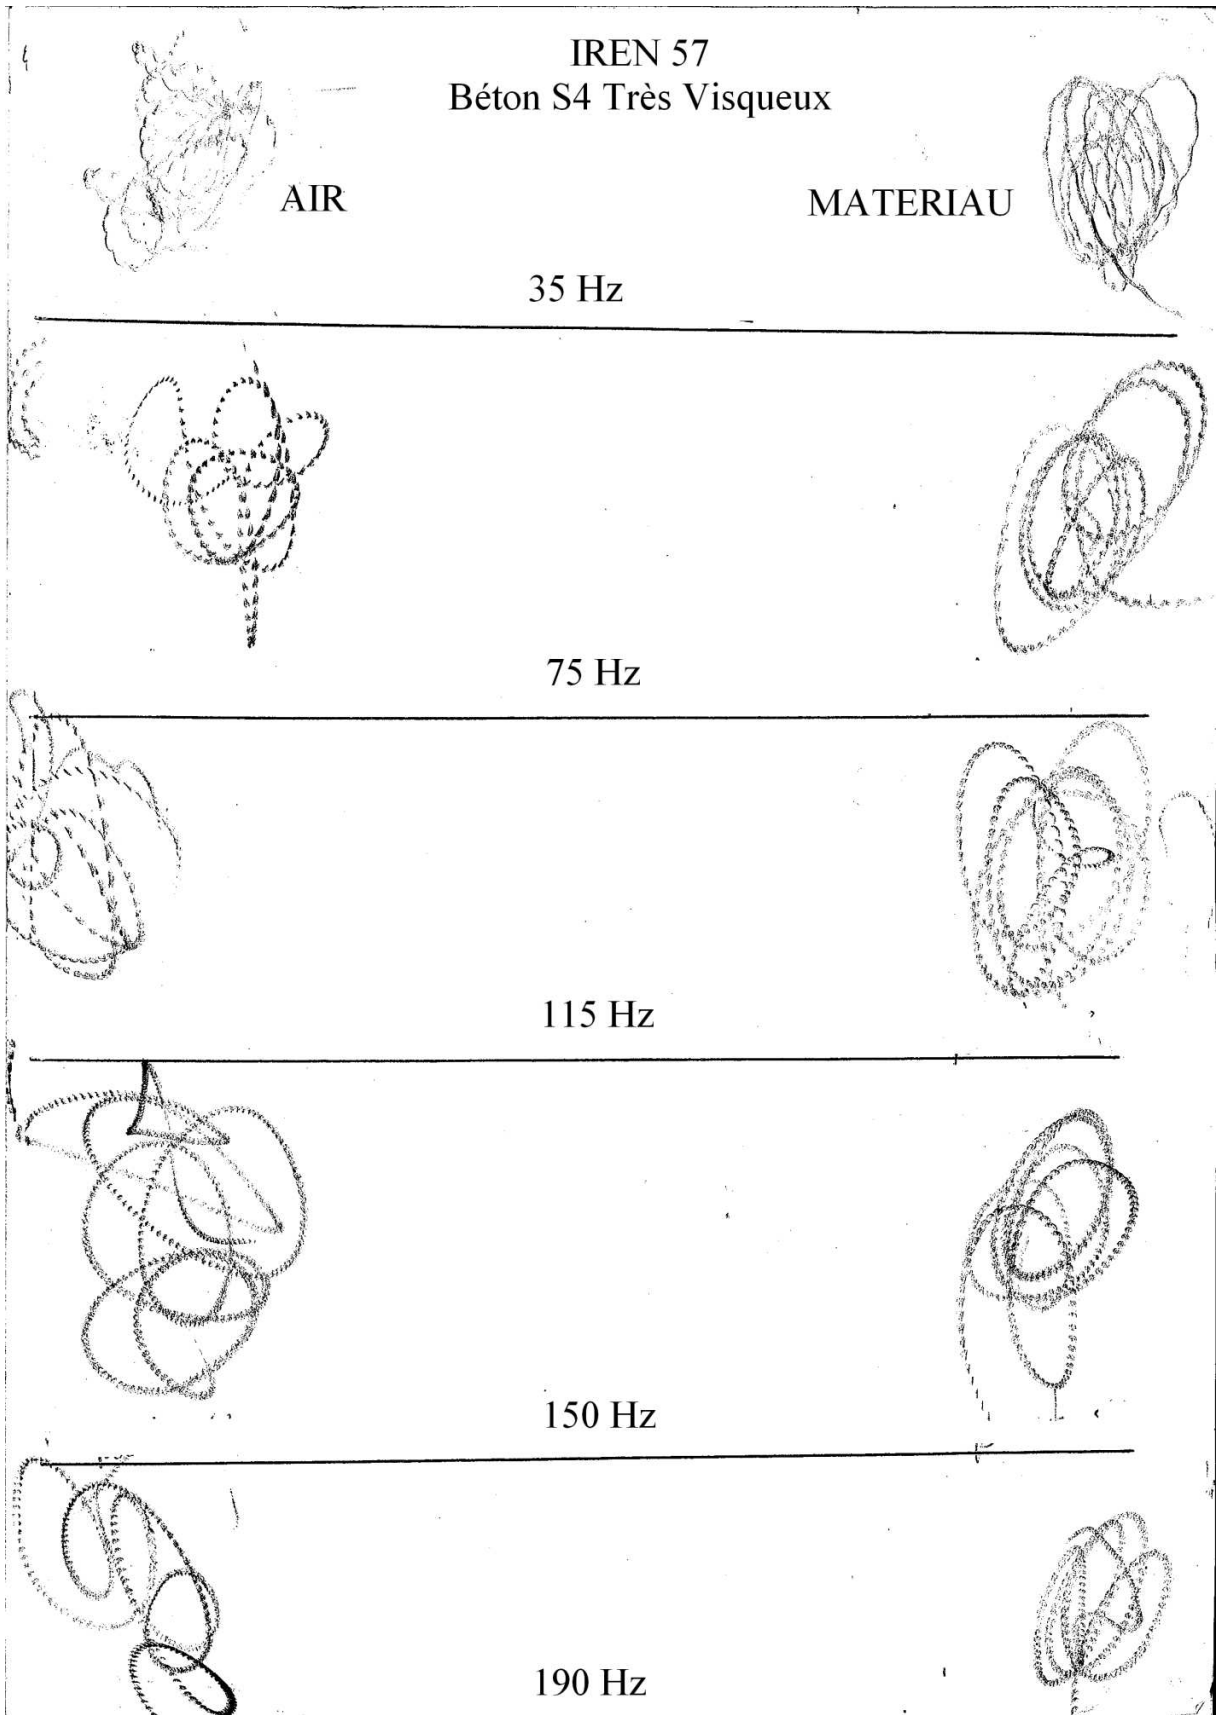 IREN 57
Béton S4 Très Visqueux
AIR
MATERIAU
35 Hz
75 Hz
115 Hz
150 Hz
190 Hz